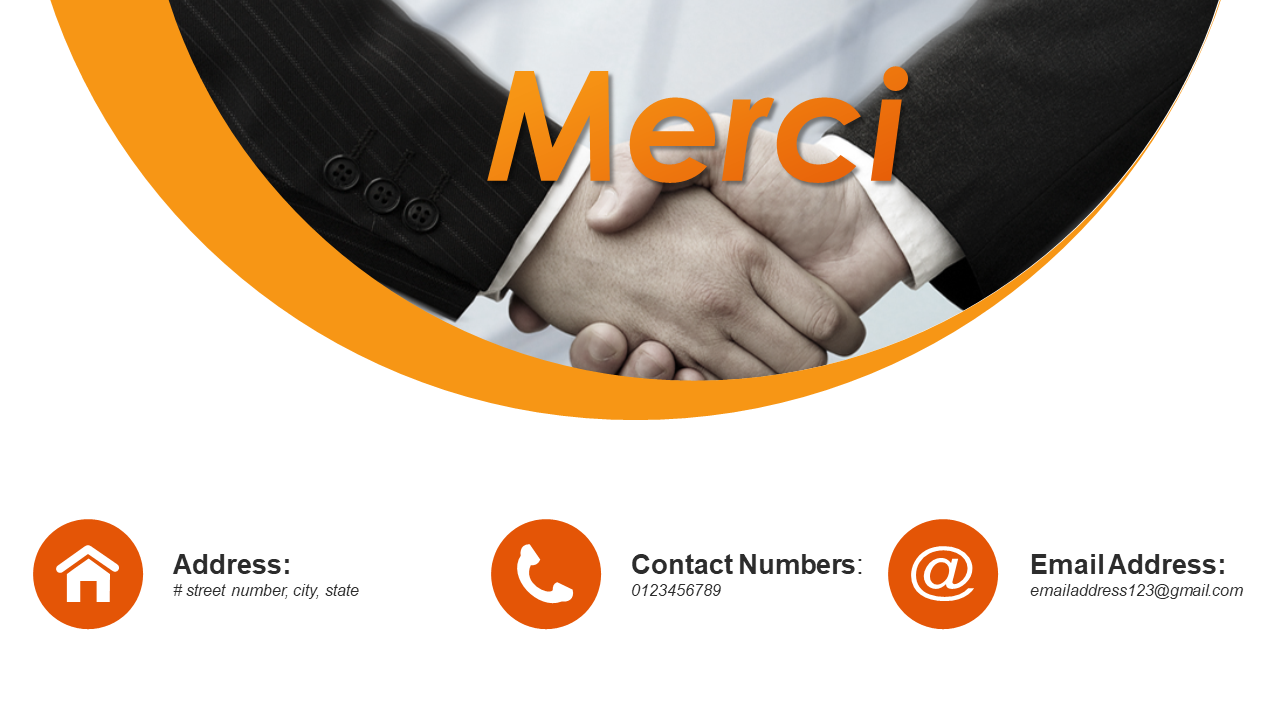 Merci
Address:
# street number, city, state
Contact Numbers:
0123456789
Email Address:
emailaddress123@gmail.com